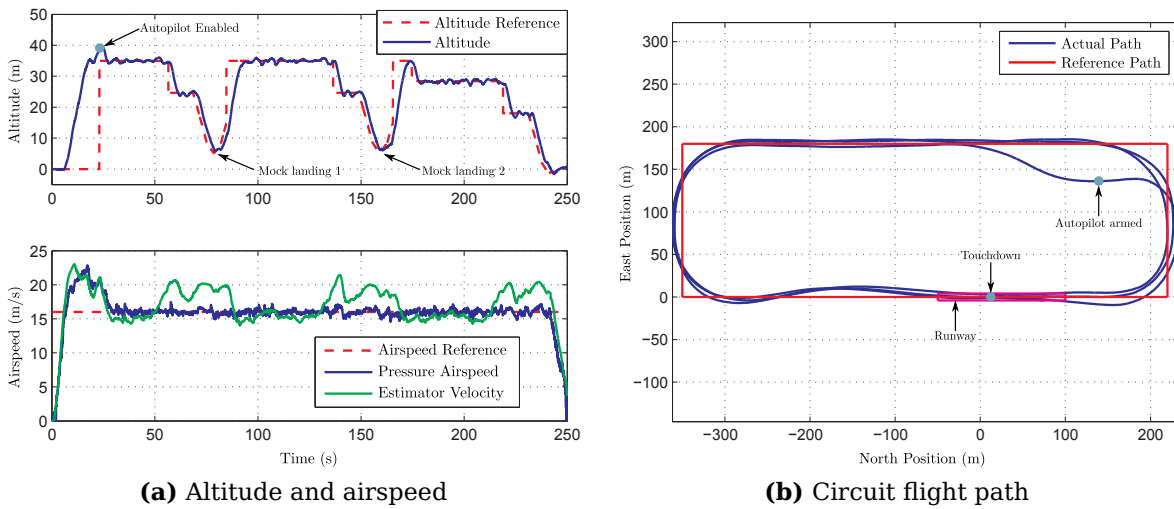 50
40
30
20
10
0
−10
0
50
100
150
200
250
Altitude (m)
Autopilot Enabled
Altitude Reference
Altitude
Mock landing 1
Mock landing 2
25
20
15
10
5
0
0
50
100
150
200
250
Airspeed (m/s)
Airspeed Reference
Pressure Airspeed
Estimator Velocity
Time (s)
(a) Altitude and airspeed
300
250
200
150
100
50
0
−50
−100
−300
−200
−100
0
100
200
East Position (m)
Actual Path
Reference Path
Autopilot armed
Touchdown
Runway
North Position (m)
(b) Circuit flight path